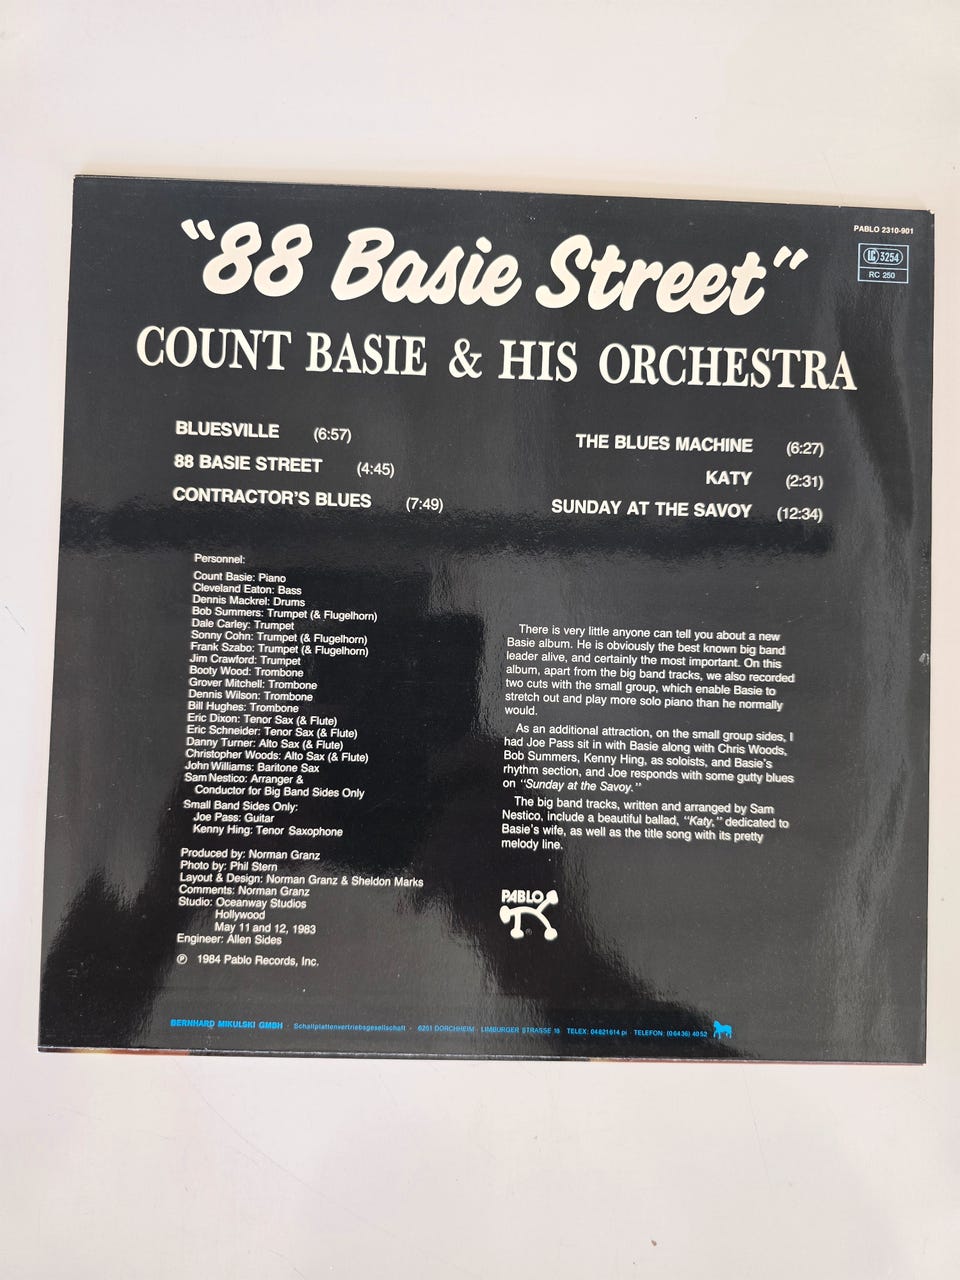 "88 Basie Street"
COUNT BASIE & HIS ORCHESTRA
PABLO 2310-901
LC 3254
RC 250
BLUESVILLE (6:57)
88 BASIE STREET (4:45)
CONTRACTOR'S BLUES (7:49)
THE BLUES MACHINE (6:27)
KATY (2:31)
SUNDAY AT THE SAVOY (12:34)
Personnel:
Count Basie: Piano
Cleveland Eaton: Bass
Dennis Mackrel: Drums
Bob Summers: Trumpet (& Flugelhorn)
Dale Carley: Trumpet
Sonny Cohn: Trumpet (& Flugelhorn)
Frank Szabo: Trumpet (& Flugelhorn)
Jim Crawford: Trumpet
Booty Wood: Trombone
Grover Mitchell: Trombone
Dennis Wilson: Trombone
Bill Hughes: Trombone
Eric Dixon: Tenor Sax (& Flute)
Eric Schneider: Tenor Sax (& Flute)
Danny Turner: Alto Sax (& Flute)
Christopher Woods: Alto Sax (& Flute)
John Williams: Baritone Sax
Sam Nestico: Arranger &
Conductor for Big Band Sides Only
Small Band Sides Only:
Joe Pass: Guitar
Kenny Hing: Tenor Saxophone
Produced by: Norman Granz
Photo by: Phil Stern
Layout & Design: Norman Granz & Sheldon Marks
Comments: Norman Granz
Studio: Oceanway Studios
Hollywood
May 11 and 12, 1983
Engineer: Allen Sides
℗ 1984 Pablo Records, Inc.
There is very little anyone can tell you about a new
Basie album. He is obviously the best known big band
leader alive, and certainly the most important. On this
album, apart from the big band tracks, we also recorded
two cuts with the small group, which enable Basie to
stretch out and play more solo piano than he normally
would.
As an additional attraction, on the small group sides, I
had Joe Pass sit in with Basie along with Chris Woods,
Bob Summers, Kenny Hing, as soloists, and Basie's
rhythm section, and Joe responds with some gutty blues
on "Sunday at the Savoy."
The big band tracks, written and arranged by Sam
Nestico, include a beautiful ballad, "Katy," dedicated to
Basie's wife, as well as the title song with its pretty
melody line.
PABLO
®
BERNHARD MIKULSKI GMBH · Schallplattenvertriebsgesellschaft · 6251 DORCHHEIM · LIMBURGER STRASSE 18 · TELEX: 04821614 pi · TELEFON: (06436) 4052